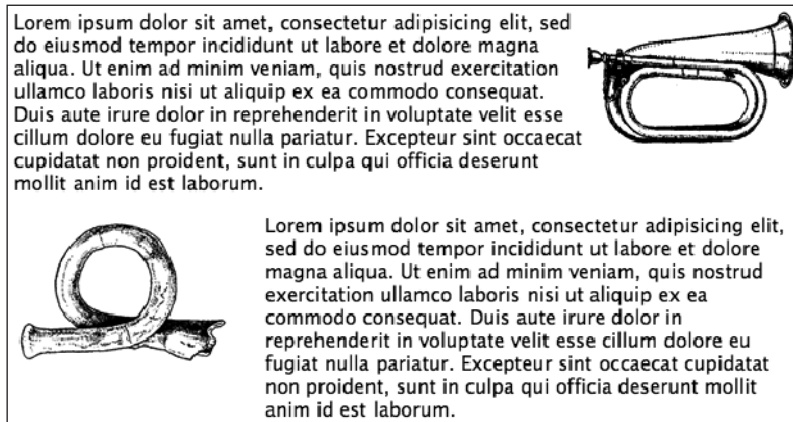 Lorem ipsum dolor sit amet, consectetur adipisicing elit, sed
do eiusmod tempor incididunt ut labore et dolore magna
aliqua. Ut enim ad minim veniam, quis nostrud exercitation
ullamco laboris nisi ut aliquip ex ea commodo consequat.
Duis aute irure dolor in reprehenderit in voluptate velit esse
cillum dolore eu fugiat nulla pariatur. Excepteur sint occaecat
cupidatat non proident, sunt in culpa qui officia deserunt
mollit anim id est laborum.
Lorem ipsum dolor sit amet, consectetur adipisicing elit,
sed do eiusmod tempor incididunt ut labore et dolore
magna aliqua. Ut enim ad minim veniam, quis nostrud
exercitation ullamco laboris nisi ut aliquip ex ea
commodo consequat. Duis aute irure dolor in
reprehenderit in voluptate velit esse cillum dolore eu
fugiat nulla pariatur. Excepteur sint occaecat cupidatat
non proident, sunt in culpa qui officia deserunt mollit
anim id est laborum.